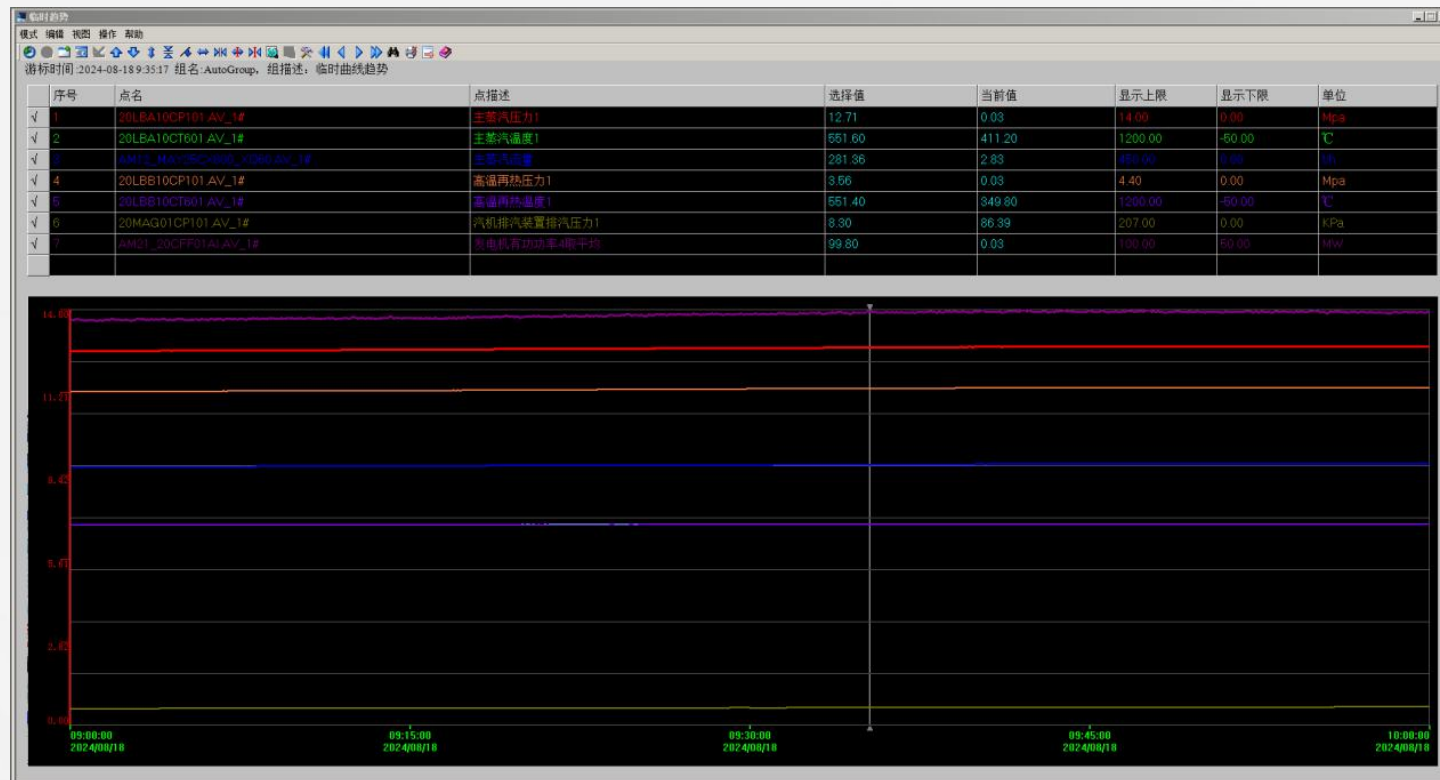 临时趋势
模式 编辑 视图 操作 帮助
游标时间:2024-08-18 9:35:17 组名:AutoGroup, 组描述: 临时曲线趋势
序号 点名 点描述 选择值 当前值 显示上限 显示下限 单位
√ 1 20LBA10CP101.AV_1# 主蒸汽压力1 12.71 0.03 14.00 0.00 Mpa
√ 2 20LBA10CT601.AV_1# 主蒸汽温度1 551.60 411.20 1200.00 -50.00 ℃
√ 3 主蒸汽流量 281.36 2.83 450.00 0.00
√ 4 20LBB10CP101.AV_1# 高温再热压力1 3.56 0.03 4.40 0.00 Mpa
√ 5 20LBB10CT601.AV_1# 高温再热温度1 551.40 349.80 1200.00 -50.00 ℃
√ 6 20MAG01CP101.AV_1# 汽机排汽装置排汽压力1 8.30 86.39 207.00 0.00 KPa
√ 7 AM21_20CFF01AI.AV_1# 发电机有功功率4取平均 99.80 0.03 100.00 50.00 MW
11.21
09:00:00 09:15:00 09:30:00 09:45:00 10:00:00
2024/08/18 2024/08/18 2024/08/18 2024/08/18 2024/08/18